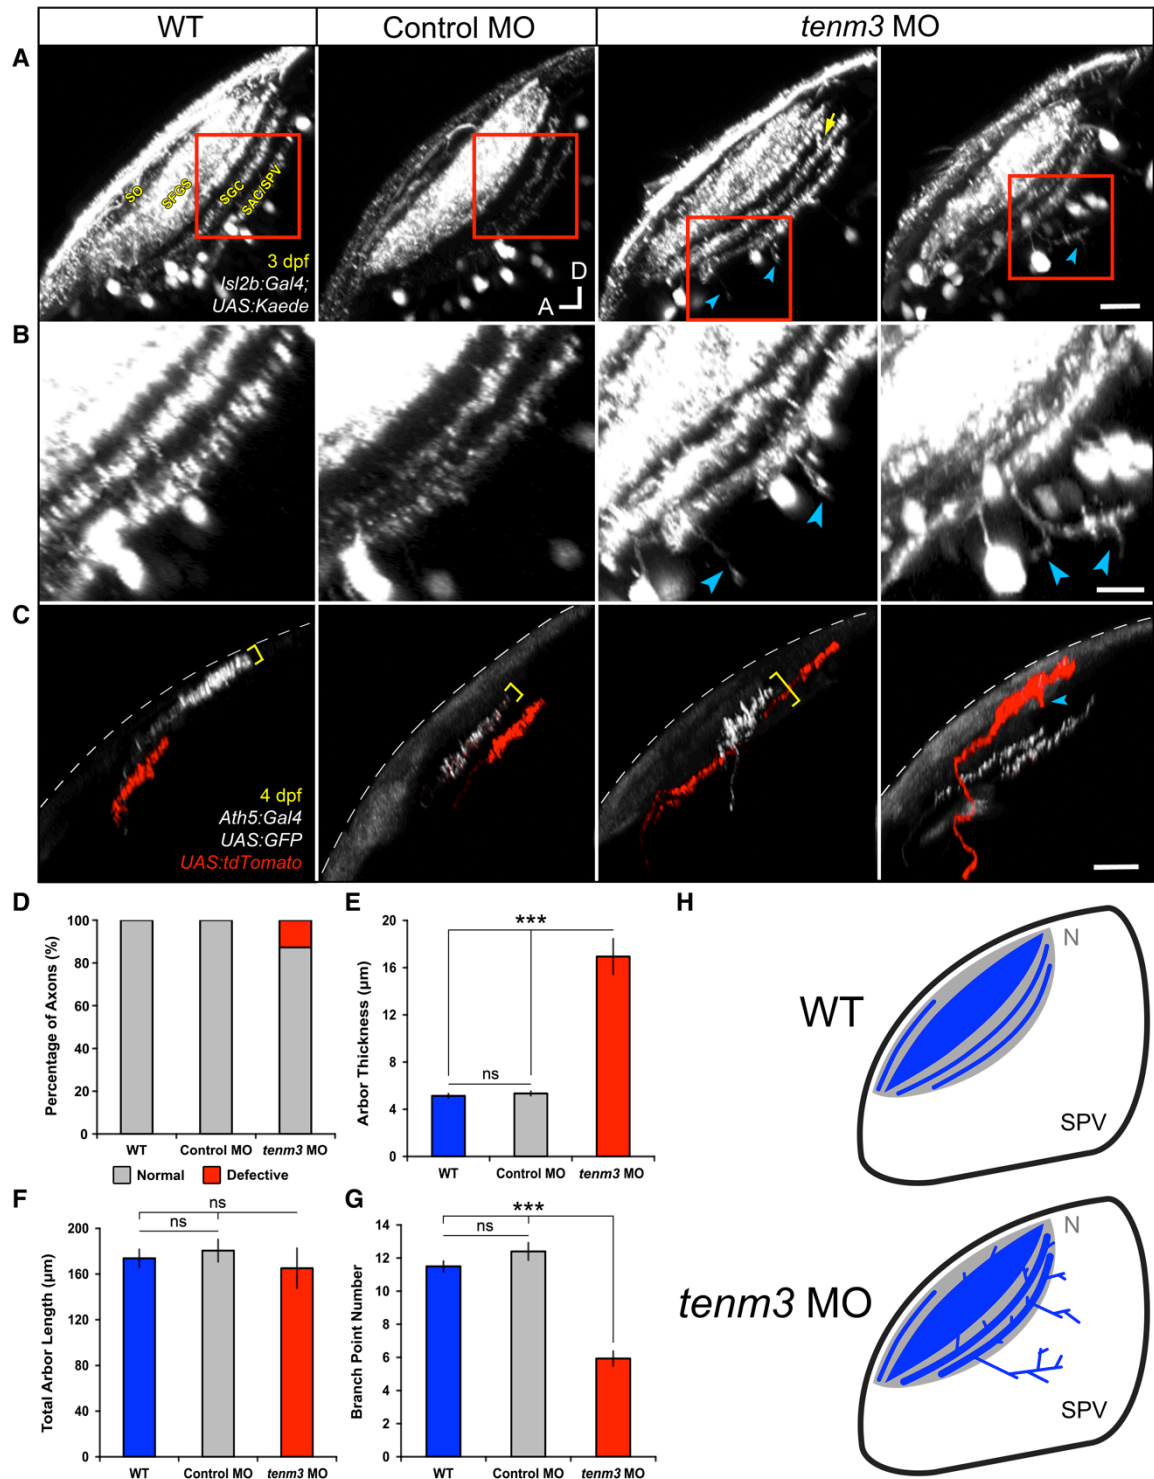 WT
Control MO
tenm3 MO
A
SO
SFGS
SGC
SAC/SPV
3 dpf
Isl2b:Gal4;
UAS:Kaede
D
A
B
C
4 dpf
Ath5:Gal4
UAS:GFP
UAS:tdTomato
D
Percentage of Axons (%)
100
80
60
40
20
0
WT
Control MO
tenm3 MO
Normal
Defective
E
Arbor Thickness (µm)
20
16
12
8
4
0
***
ns
WT
Control MO
tenm3 MO
F
Total Arbor Length (µm)
200
160
120
80
40
0
ns
ns
WT
Control MO
tenm3 MO
G
Branch Point Number
14
12
10
8
6
4
2
0
***
ns
WT
Control MO
tenm3 MO
H
WT
N
SPV
tenm3 MO
N
SPV